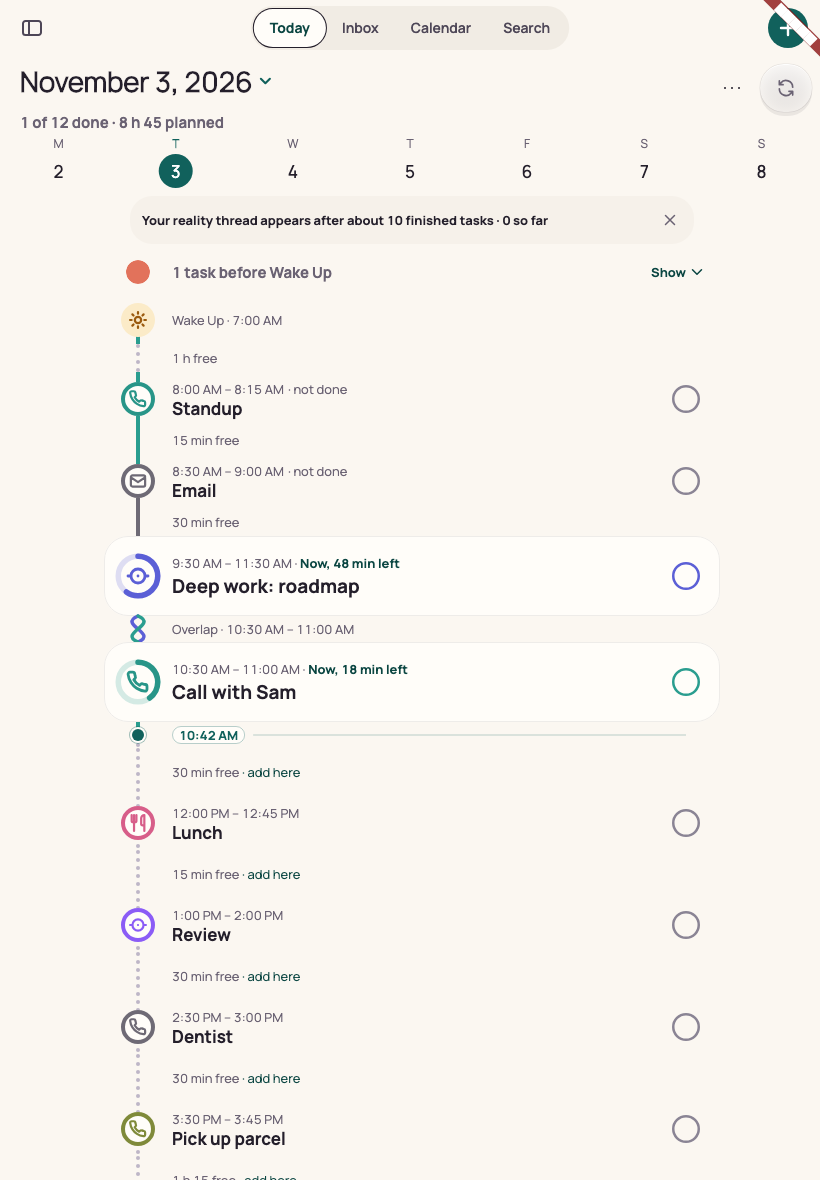 Today
Inbox
Calendar
Search
November 3, 2026
...
1 of 12 done · 8 h 45 planned
M T W T F S S
2 3 4 5 6 7 8
Your reality thread appears after about 10 finished tasks · 0 so far
1 task before Wake Up
Show
Wake Up · 7:00 AM
1 h free
8:00 AM – 8:15 AM · not done
Standup
15 min free
8:30 AM – 9:00 AM · not done
Email
30 min free
9:30 AM – 11:30 AM · Now, 48 min left
Deep work: roadmap
Overlap · 10:30 AM – 11:00 AM
10:30 AM – 11:00 AM · Now, 18 min left
Call with Sam
10:42 AM
30 min free · add here
12:00 PM – 12:45 PM
Lunch
15 min free · add here
1:00 PM – 2:00 PM
Review
30 min free · add here
2:30 PM – 3:00 PM
Dentist
30 min free · add here
3:30 PM – 3:45 PM
Pick up parcel
1 h 15 free · add here